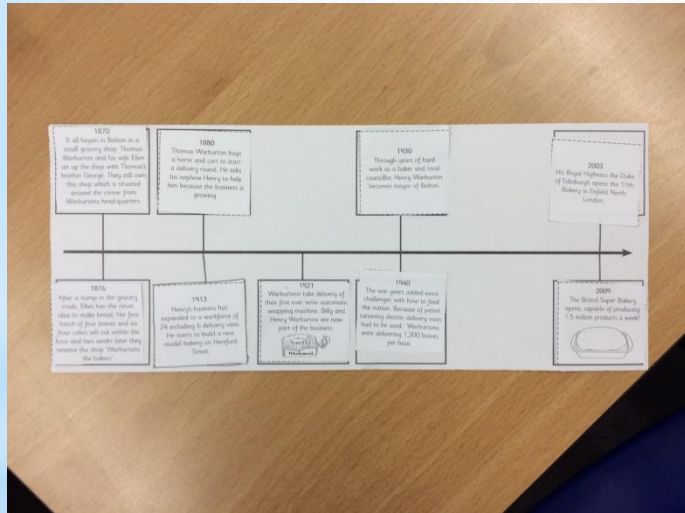 1870
It all began in Bolton in a
small grocery shop. Thomas
Warburton and his wife Ellen
set up the shop with Thomas's
brother George. They still own
this shop which is situated
around the corner from
Warburtons head-quarters.
1880
Thomas Warburton buys
a horse and cart to start
a delivery round. He asks
his nephew Henry to help
him because the business is
growing
1930
Through years of hard
work as a baker and local
councillor, Henry Warburton
becomes mayor of Bolton.
2003
His Royal Highness the Duke
of Edinburgh opens the 11th
Bakery in Enfield North
London.
1876
After a slump in the grocery
trade, Ellen has the clever
idea to make bread. Her first
batch of four loaves and six
flour cakes sell out within the
hour and two weeks later they
rename the shop 'Warburtons
the bakers.'
1913
Henry's business has
expanded to a workforce of
24 including 6 delivery vans.
He starts to build a new
model bakery on Hereford
Street.
1921
Warburtons take delivery of
their first ever semi automatic
wrapping machine. Billy and
Henry Warburton are now
part of the business
1940
The war years added extra
challenges with how to feed
the nation. Because of petrol
rationing electric delivery vans
had to be used. Warburtons
were delivering 1,300 loaves
per hour.
2009
The Bristol Super Bakery
opens, capable of producing
1.5 million products a week!